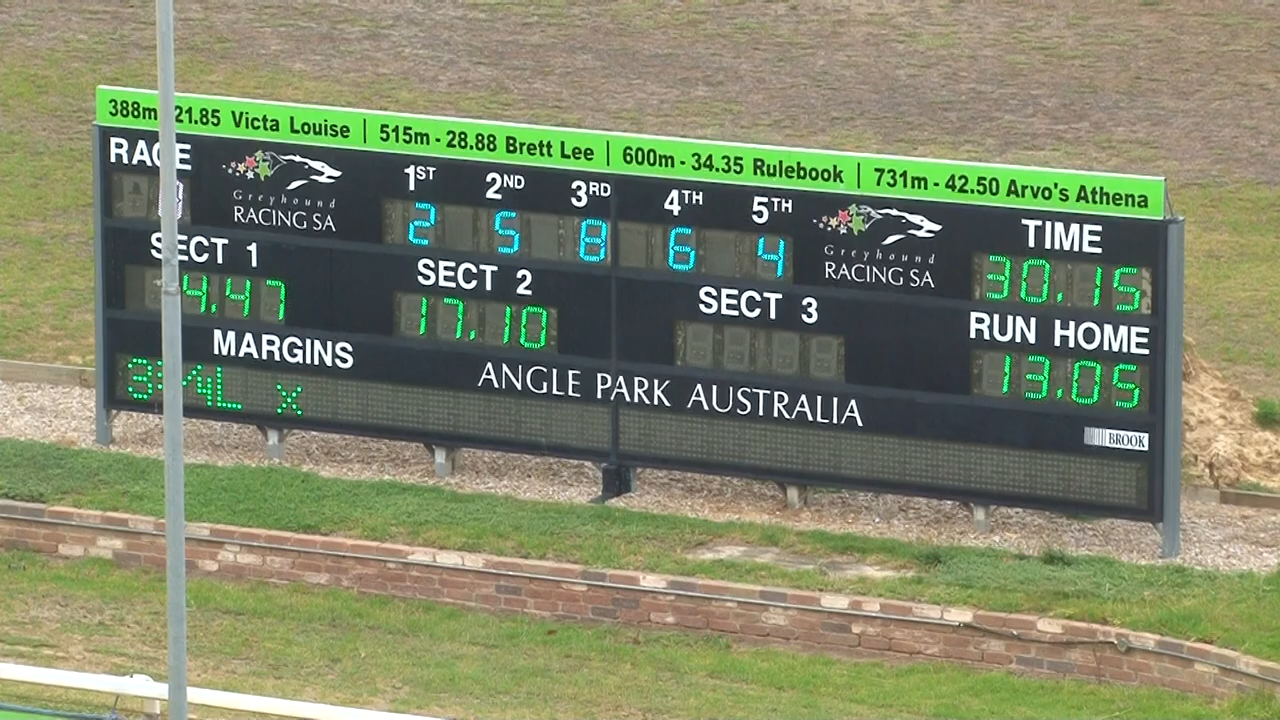 388m 21.85 Victa Louise | 515m - 28.88 Brett Lee | 600m - 34.35 Rulebook | 731m - 42.50 Arvo's Athena
RACE
Greyhound
RACING SA
1ST 2ND 3RD 4TH 5TH
2 5 8 6 4
Greyhound
RACING SA
TIME
30.15
SECT 1
4.47
SECT 2
17.10
SECT 3
RUN HOME
13.05
MARGINS
x
ANGLE PARK AUSTRALIA
BROOK